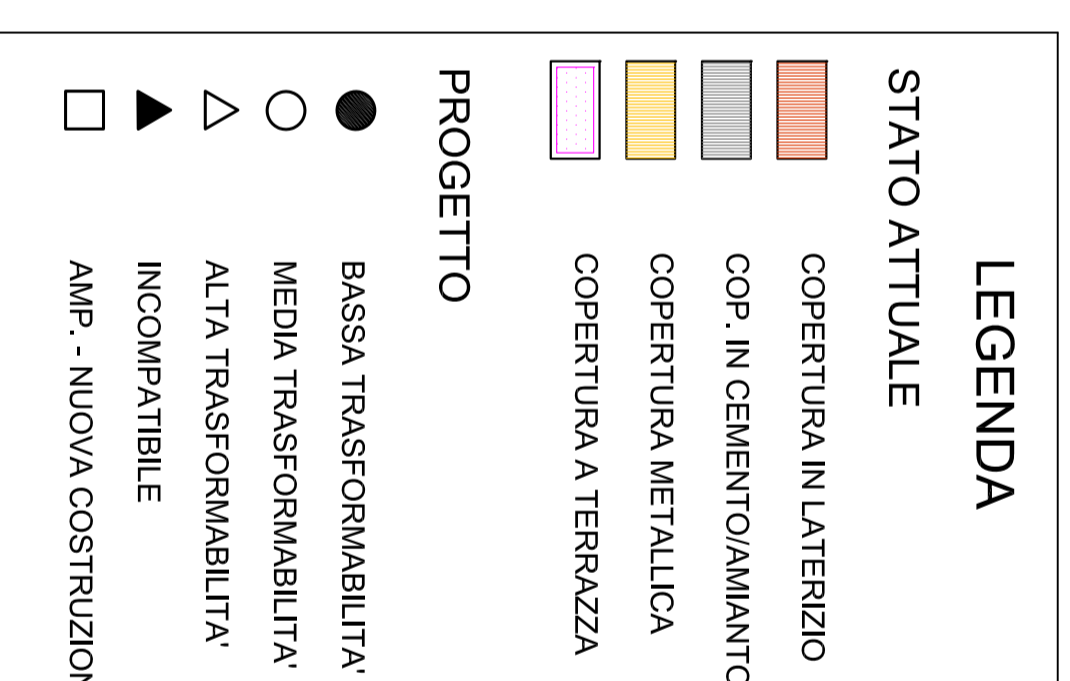 LEGENDA
STATO ATTUALE
COPERTURA IN LATERIZIO
COP. IN CEMENTO/AMIANTO
COPERTURA METALLICA
COPERTURA A TERRAZZA
PROGETTO
BASSA TRASFORMABILITA'
MEDIA TRASFORMABILITA'
ALTA TRASFORMABILITA'
INCOMPATIBILE
AMP. - NUOVA COSTRUZION